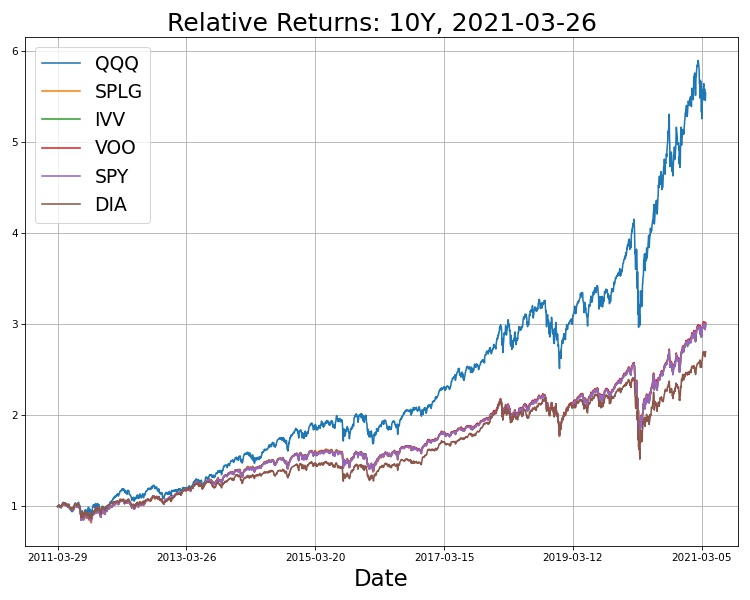 Relative Returns: 10Y, 2021-03-26
6
5
4
3
2
1
QQQ
SPLG
IVV
VOO
SPY
DIA
2011-03-29 2013-03-26 2015-03-20 2017-03-15 2019-03-12 2021-03-05
Date